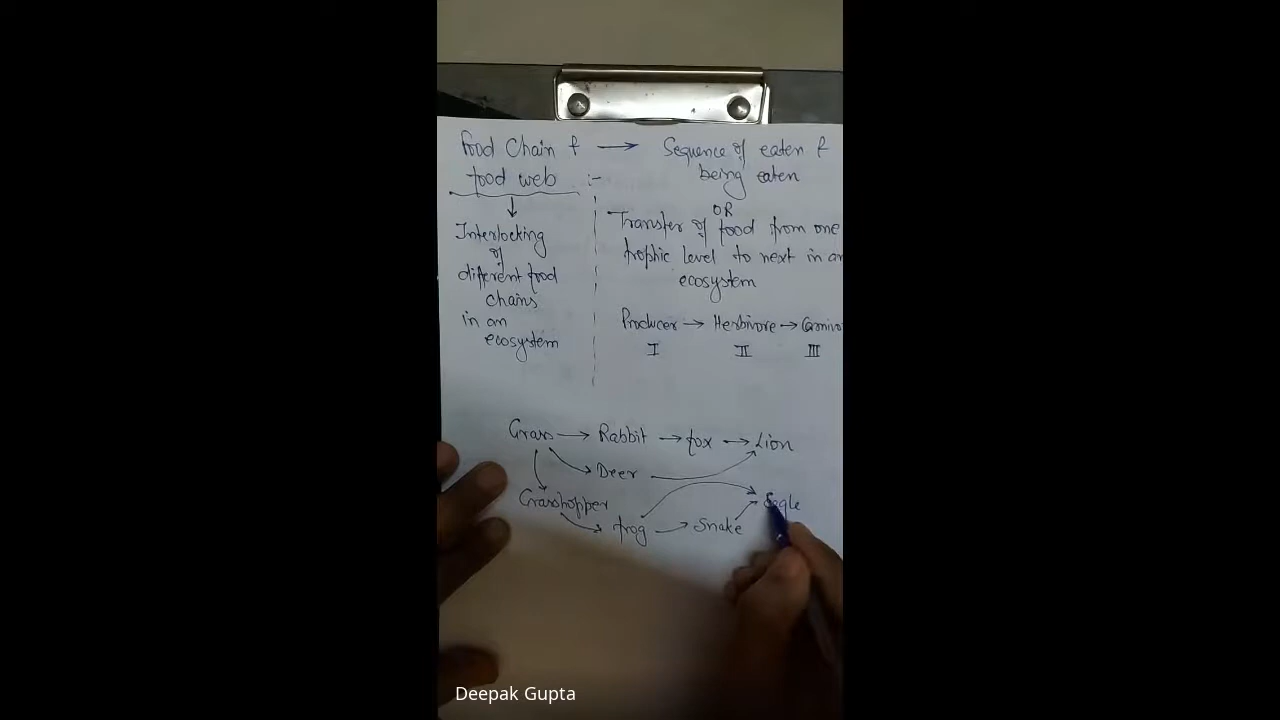 Food Chain & → Sequence of eaten &
food web :- being eaten
↓ OR
Interlocking
of
different food
chains
in an
ecosystem
Transfer of food from one
trophic level to next in an
ecosystem
Producer → Herbivore → Carnivo
I II III
Grass → Rabbit → fox → Lion
Deer
Grasshopper Eagle
frog → Snake
Deepak Gupta